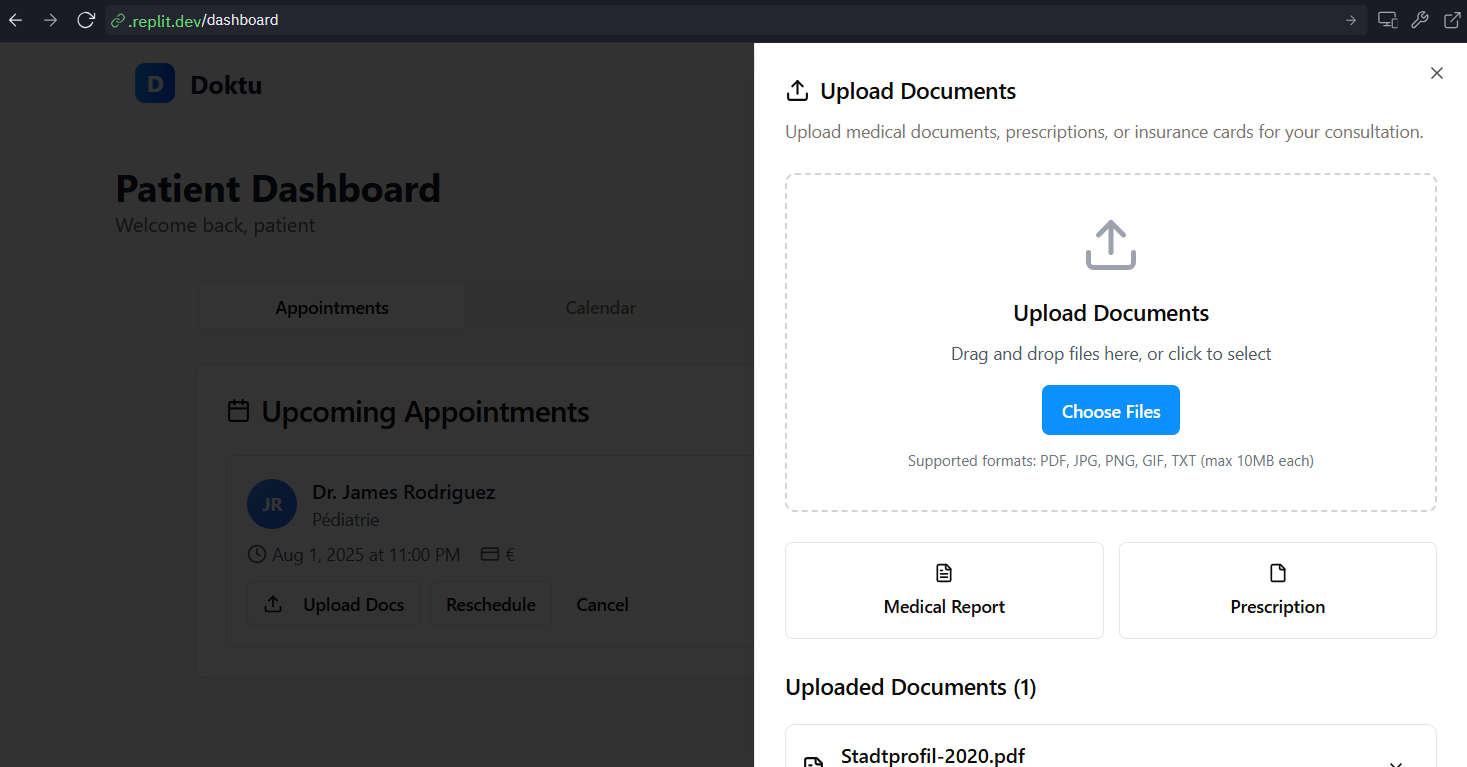 .replit.dev/dashboard
D
Doktu
Patient Dashboard
Welcome back, patient
Appointments
Calendar
Upcoming Appointments
JR
Dr. James Rodriguez
Pédiatrie
Aug 1, 2025 at 11:00 PM
€
Upload Docs
Reschedule
Cancel
Upload Documents
Upload medical documents, prescriptions, or insurance cards for your consultation.
Upload Documents
Drag and drop files here, or click to select
Choose Files
Supported formats: PDF, JPG, PNG, GIF, TXT (max 10MB each)
Medical Report
Prescription
Uploaded Documents (1)
Stadtprofil-2020.pdf